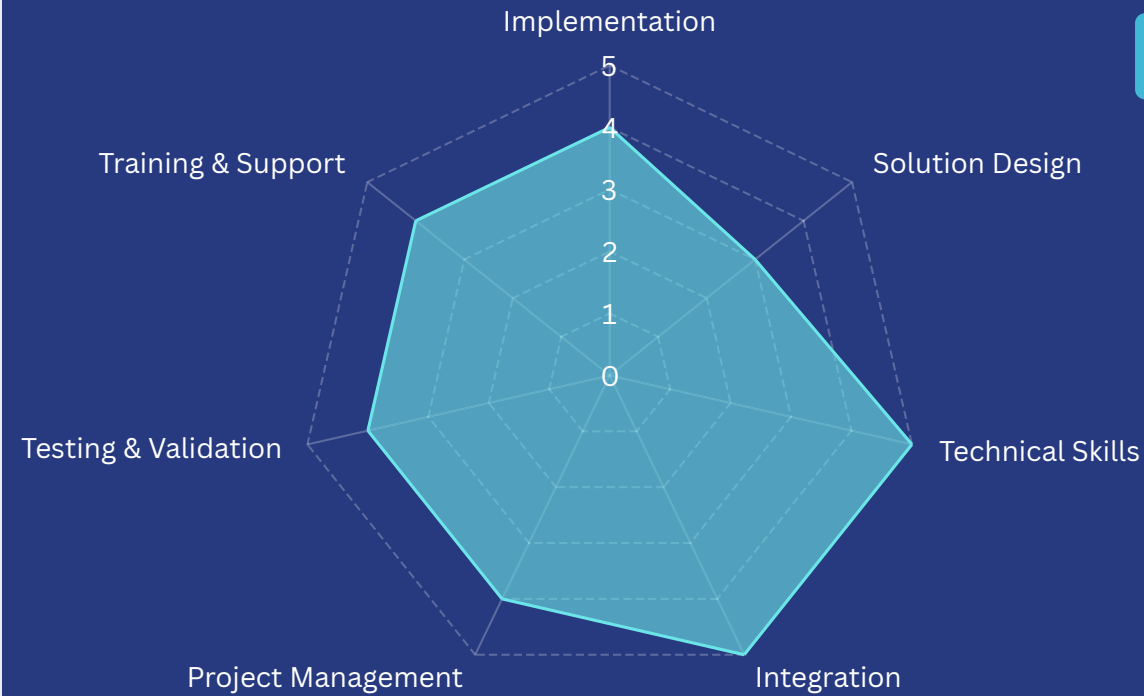 Implementation
5
Training & Support
Solution Design
4
3
2
1
0
Testing & Validation
Technical Skills
Project Management
Integration